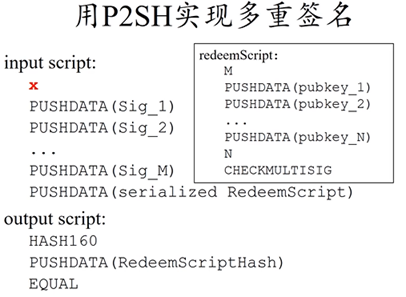 用P2SH实现多重签名
input script:
x
PUSHDATA(Sig_1)
PUSHDATA(Sig_2)
...
PUSHDATA(Sig_M)
PUSHDATA(serialized RedeemScript)
redeemScript:
M
PUSHDATA(pubkey_1)
PUSHDATA(pubkey_2)
...
PUSHDATA(pubkey_N)
N
CHECKMULTISIG
output script:
HASH160
PUSHDATA(RedeemScriptHash)
EQUAL